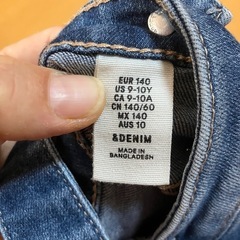 EUR 140
US 9-10Y
CA 9-10A
CN 140/60
MX 140
AUS 10
&DENIM
MADE IN
BANGLADESH